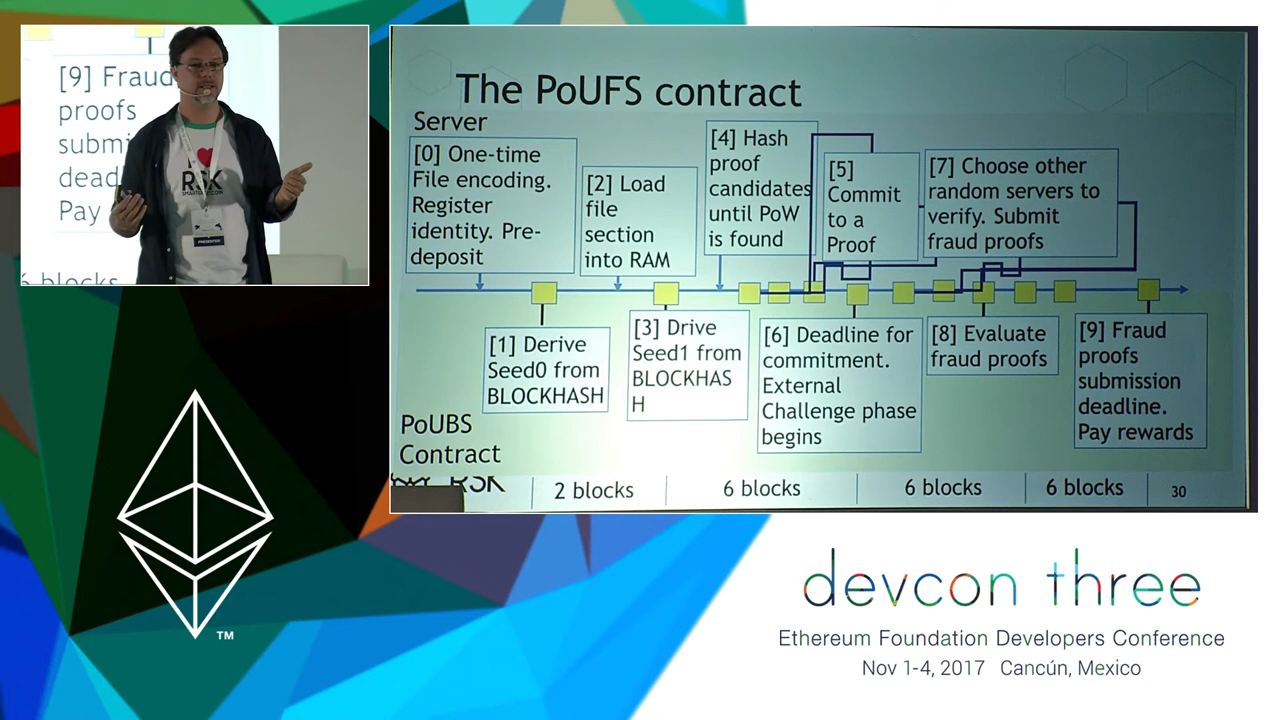 [9] Fraud
proofs
submi
dead
Pay
6 blocks
RSK
SMART
PRESENTER
TM
The PoUFS contract
Server
[0] One-time
File encoding.
Register
identity. Pre-
deposit
[2] Load
file
section
into RAM
[4] Hash
proof
candidates
until PoW
is found
[5]
Commit
to a
Proof
[7] Choose other
random servers to
verify. Submit
fraud proofs
[1] Derive
Seed0 from
BLOCKHASH
[3] Drive
Seed1 from
BLOCKHAS
H
[6] Deadline for
commitment.
External
Challenge phase
begins
[8] Evaluate
fraud proofs
[9] Fraud
proofs
submission
deadline.
Pay rewards
PoUBS
Contract
RSK
2 blocks
6 blocks
6 blocks
6 blocks
30
devcon three
Ethereum Foundation Developers Conference
Nov 1-4, 2017 Cancún, Mexico